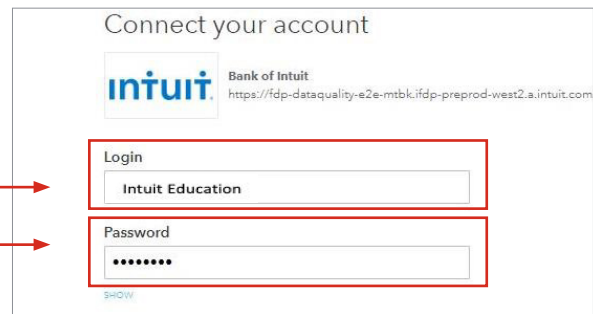 Connect your account
intuit.
Bank of Intuit
https://fdp-dataquality-e2e-mtbk.ifdp-preprod-west2.a.intuit.com
Login
Intuit Education
Password
••••••••
SHOW